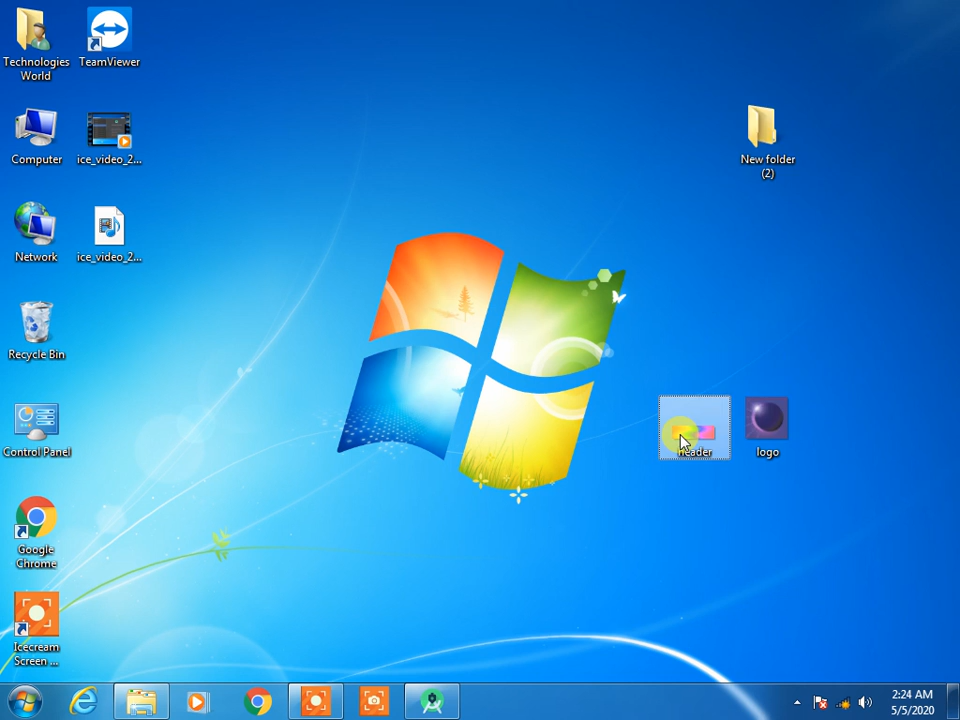 Technologies
World
TeamViewer
New folder
(2)
Computer
ice_video_2...
Network
ice_video_2...
Recycle Bin
Control Panel
header
logo
Google
Chrome
Icecream
Screen ...
2:24 AM
5/5/2020